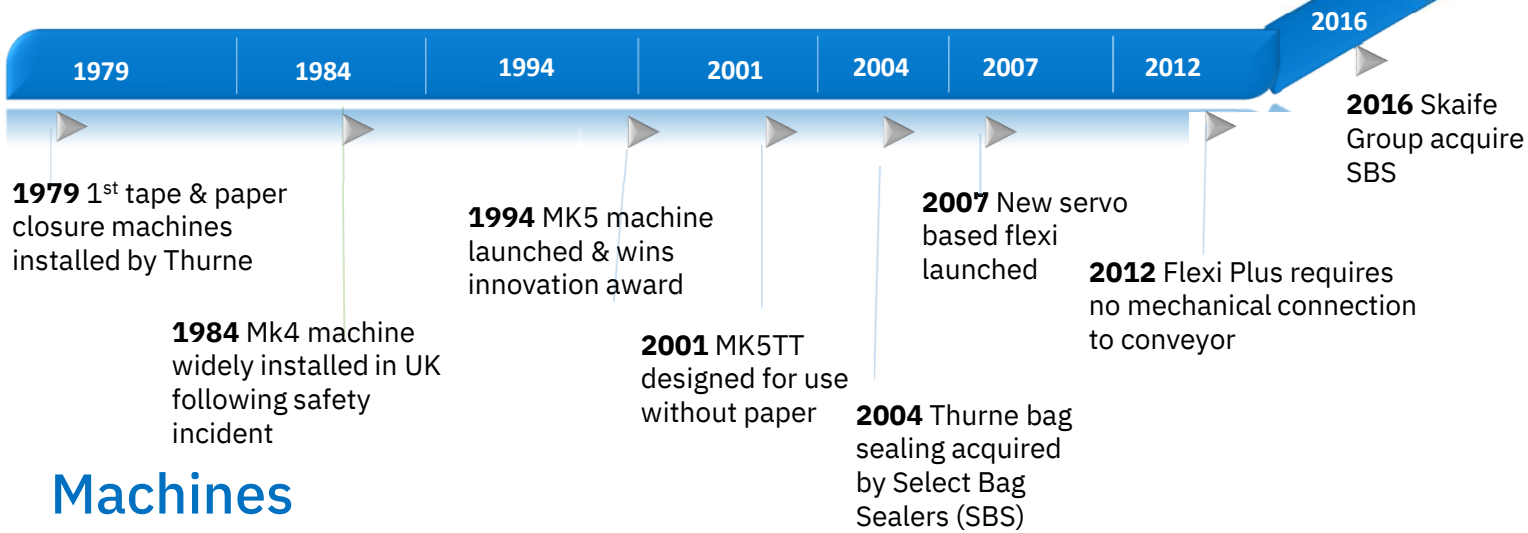 1979
1984
1994
2001
2004
2007
2012
2016
1979 1st tape & paper
closure machines
installed by Thurne
1984 Mk4 machine
widely installed in UK
following safety
incident
1994 MK5 machine
launched & wins
innovation award
2001 MK5TT
designed for use
without paper
2004 Thurne bag
sealing acquired
by Select Bag
Sealers (SBS)
2007 New servo
based flexi
launched
2012 Flexi Plus requires
no mechanical connection
to conveyor
2016 Skaife
Group acquire
SBS
Machines